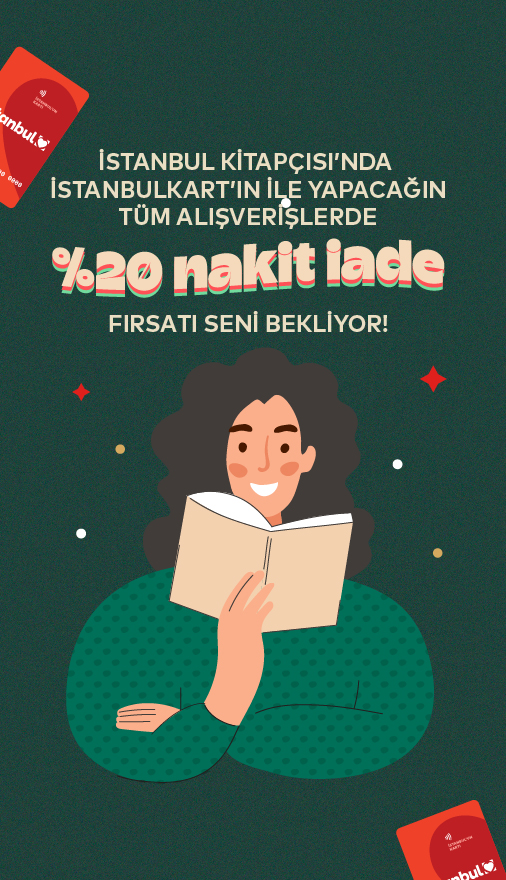 İSTANBUL KİTAPÇISI'NDA
İSTANBULKART'IN İLE YAPACAĞIN
TÜM ALIŞVERİŞLERDE
%20 nakit iade
FIRSATI SENİ BEKLİYOR!